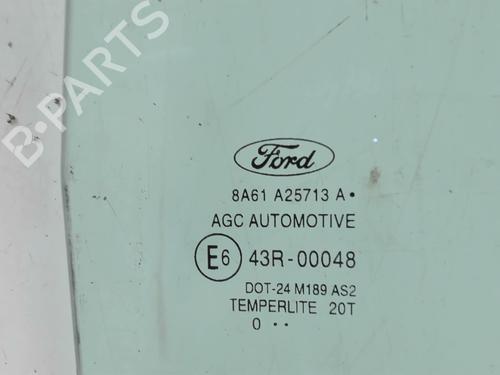 B-PARTS
Ford
8A61 A25713 A•
AGC AUTOMOTIVE
E6 43R-00048
DOT-24 M189 AS2
TEMPERLITE 20T
0 ••